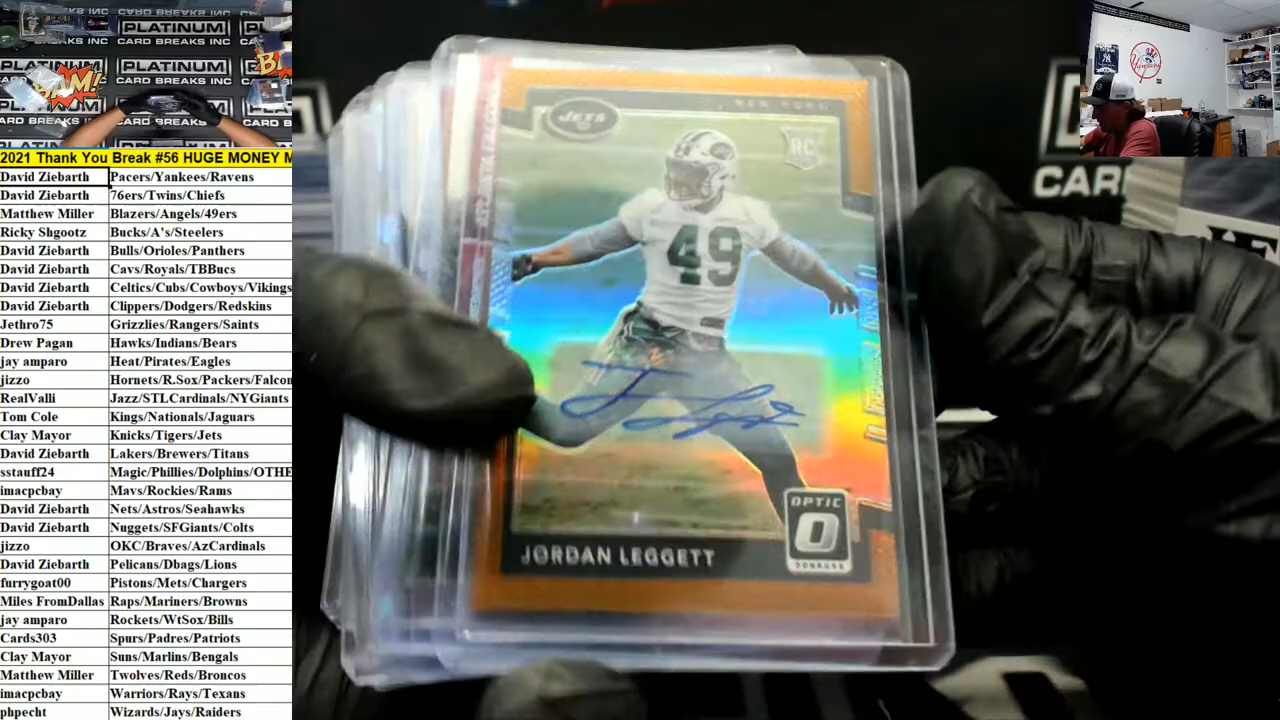 PLATINUM
CARD BREAKS INC
BAM!
2021 Thank You Break #56 HUGE MONEY M
David Ziebarth Pacers/Yankees/Ravens
David Ziebarth 76ers/Twins/Chiefs
Matthew Miller Blazers/Angels/49ers
Ricky Shgootz Bucks/A's/Steelers
David Ziebarth Bulls/Orioles/Panthers
David Ziebarth Cavs/Royals/TBBucs
David Ziebarth Celtics/Cubs/Cowboys/Vikings
David Ziebarth Clippers/Dodgers/Redskins
Jethro75 Grizzlies/Rangers/Saints
Drew Pagan Hawks/Indians/Bears
jay amparo Heat/Pirates/Eagles
jizzo Hornets/R.Sox/Packers/Falcon
RealValli Jazz/STLCardinals/NYGiants
Tom Cole Kings/Nationals/Jaguars
Clay Mayor Knicks/Tigers/Jets
David Ziebarth Lakers/Brewers/Titans
sstauff24 Magic/Phillies/Dolphins/OTHE
imacpcbay Mavs/Rockies/Rams
David Ziebarth Nets/Astros/Seahawks
David Ziebarth Nuggets/SFGiants/Colts
jizzo OKC/Braves/AzCardinals
David Ziebarth Pelicans/Dbags/Lions
furrygoat00 Pistons/Mets/Chargers
Miles FromDallas Raps/Mariners/Browns
jay amparo Rockets/WtSox/Bills
Cards303 Spurs/Padres/Patriots
Clay Mayor Suns/Marlins/Bengals
Matthew Miller Twolves/Reds/Broncos
imacpcbay Warriors/Rays/Texans
phpecht Wizards/Jays/Raiders
NEW YORK
JETS
RC
49
OPTIC
DONRUSS
JORDAN LEGGETT
CAR
Yankees